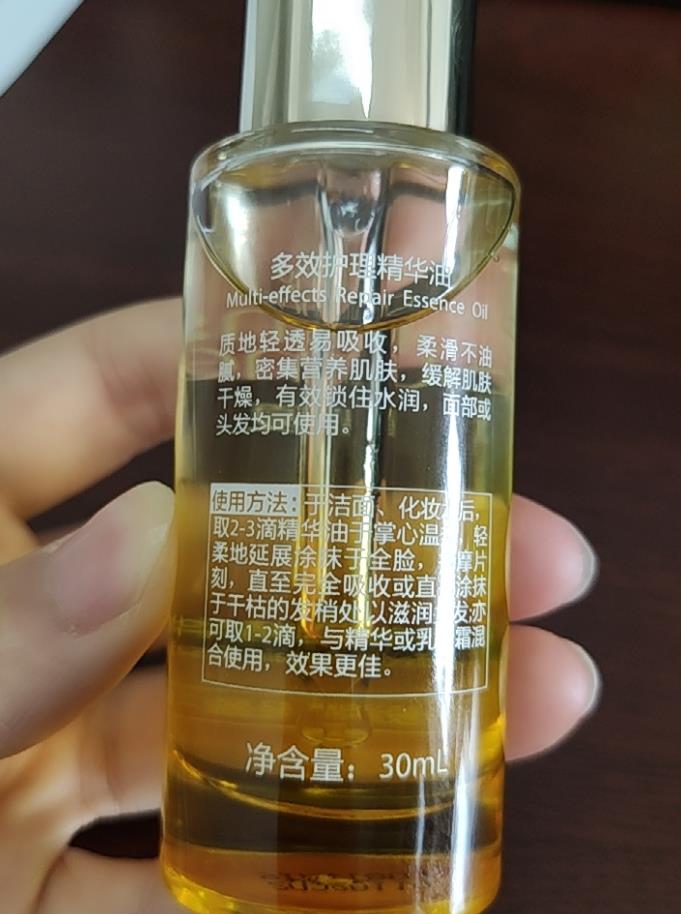 多效护理精华油
Multi-effects Repair Essence Oil
质地轻透易吸收，柔滑不油
腻，密集营养肌肤，缓解肌肤
干燥，有效锁住水润，面部或
头发均可使用。
使用方法：于洁面、化妆水后，
取2-3滴精华油于掌心温，轻
柔地延展涂抹于全脸，摩片
刻，直至完全吸收或直涂抹
于干枯的发梢处以滋润发；亦
可取1-2滴，与精华或乳霜混
合使用，效果更佳。
净含量：30mL